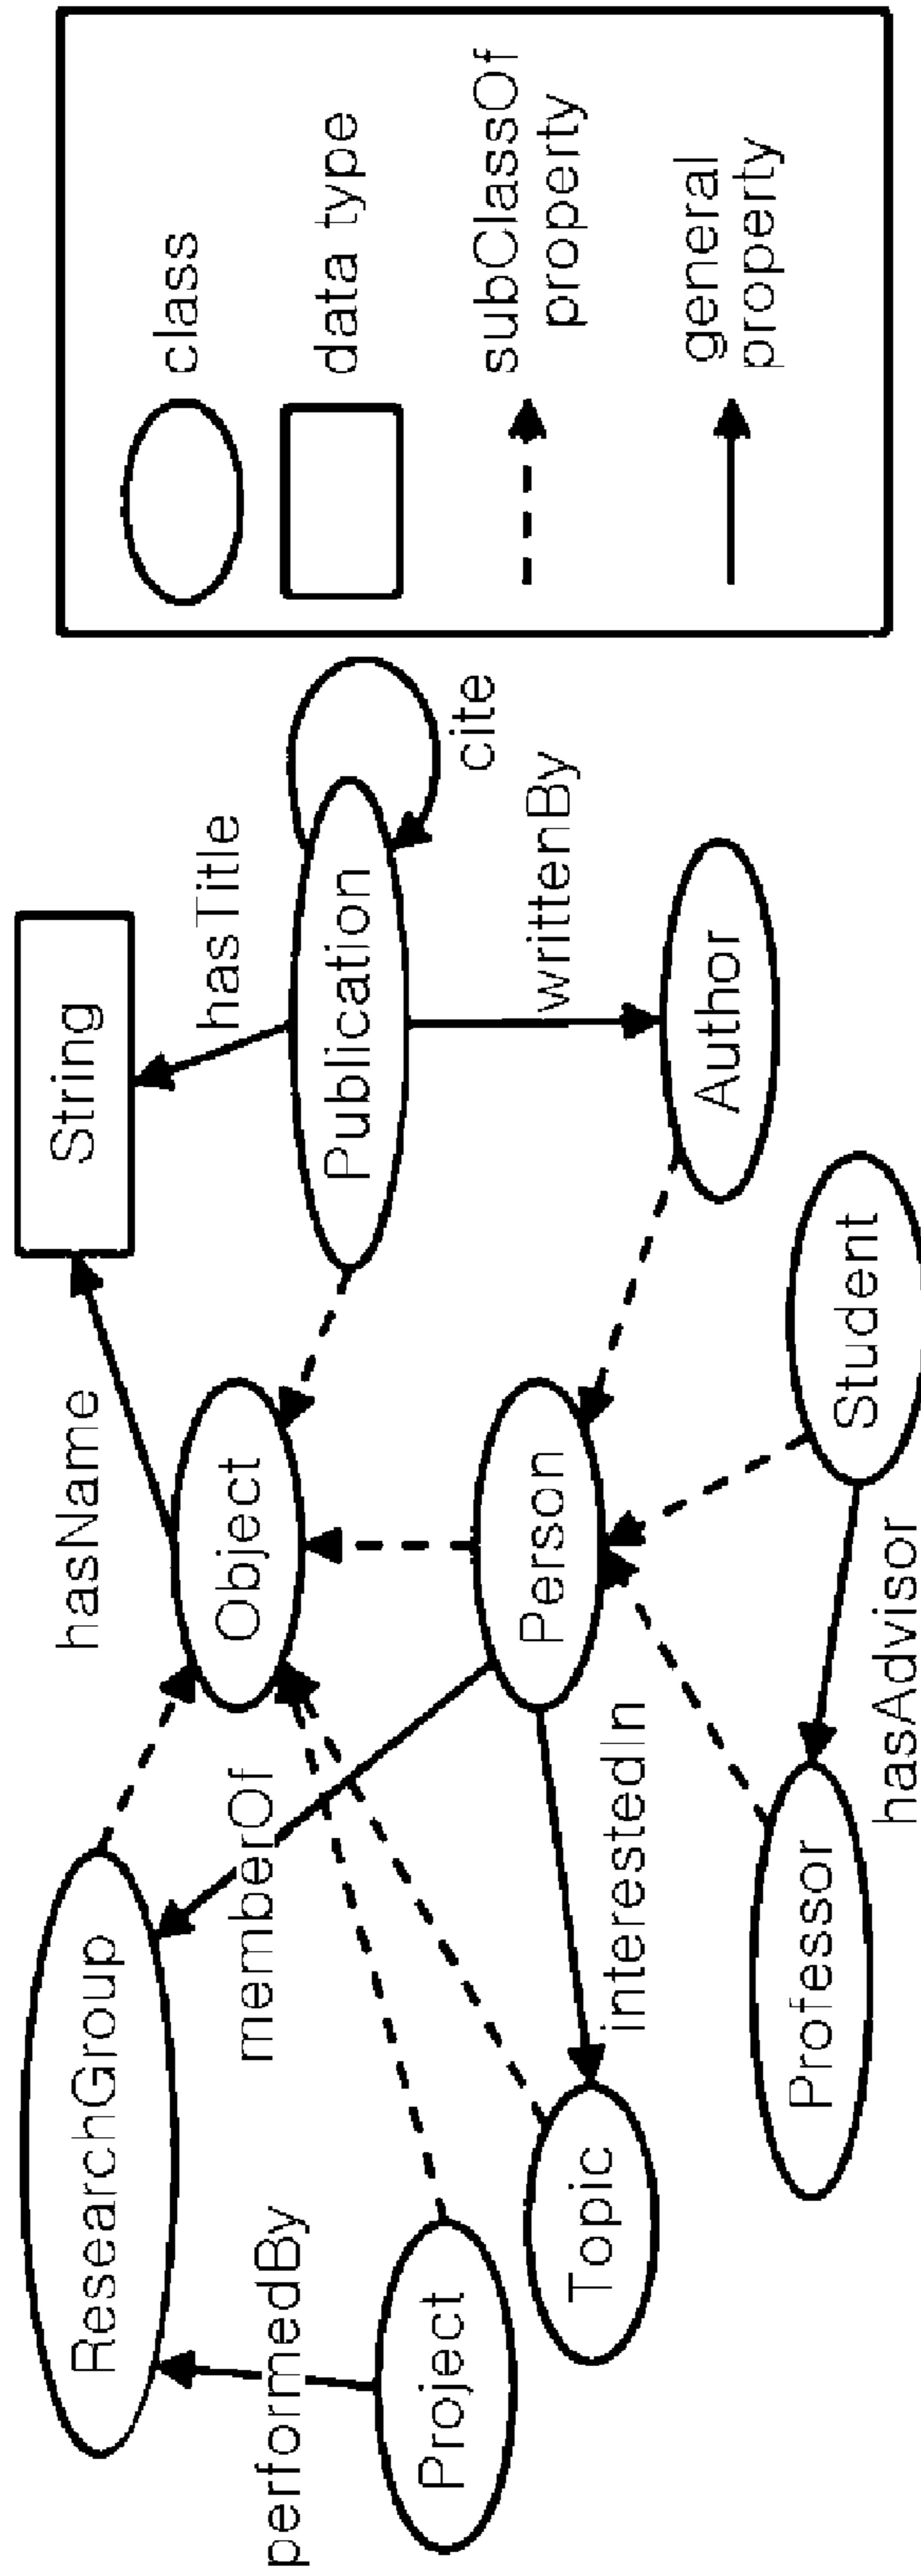 hasName
String
hasTitle
ResearchGroup
memberOf
Object
Publication
cite
performedBy
Project
Person
writtenBy
Topic
interestedIn
Author
Professor
hasAdvisor
Student
class
data type
subClassOf
property
general
property